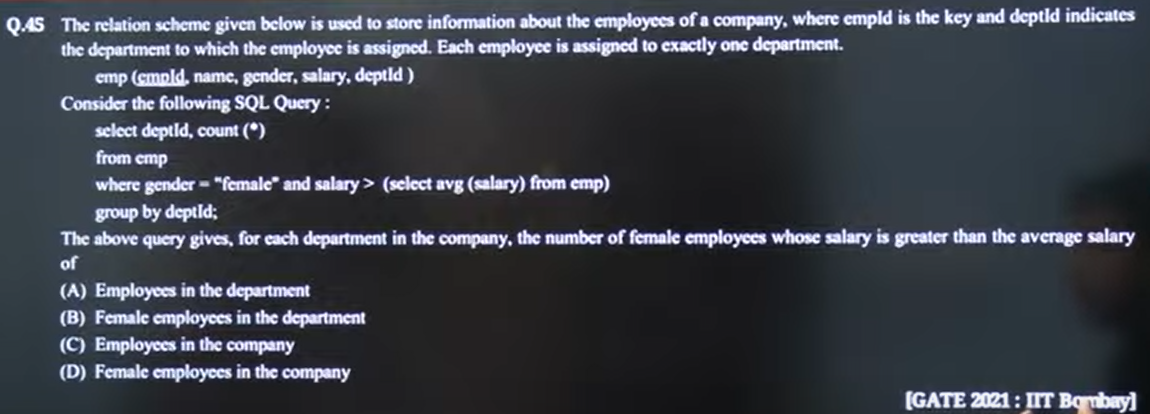 Q.45 The relation scheme given below is used to store information about the employees of a company, where empId is the key and deptId indicates
the department to which the employee is assigned. Each employee is assigned to exactly one department.
emp (empId, name, gender, salary, deptId )
Consider the following SQL Query :
select deptId, count (*)
from emp
where gender = "female" and salary > (select avg (salary) from emp)
group by deptId;
The above query gives, for each department in the company, the number of female employees whose salary is greater than the average salary
of
(A) Employees in the department
(B) Female employees in the department
(C) Employees in the company
(D) Female employees in the company
[GATE 2021 : IIT Bombay]